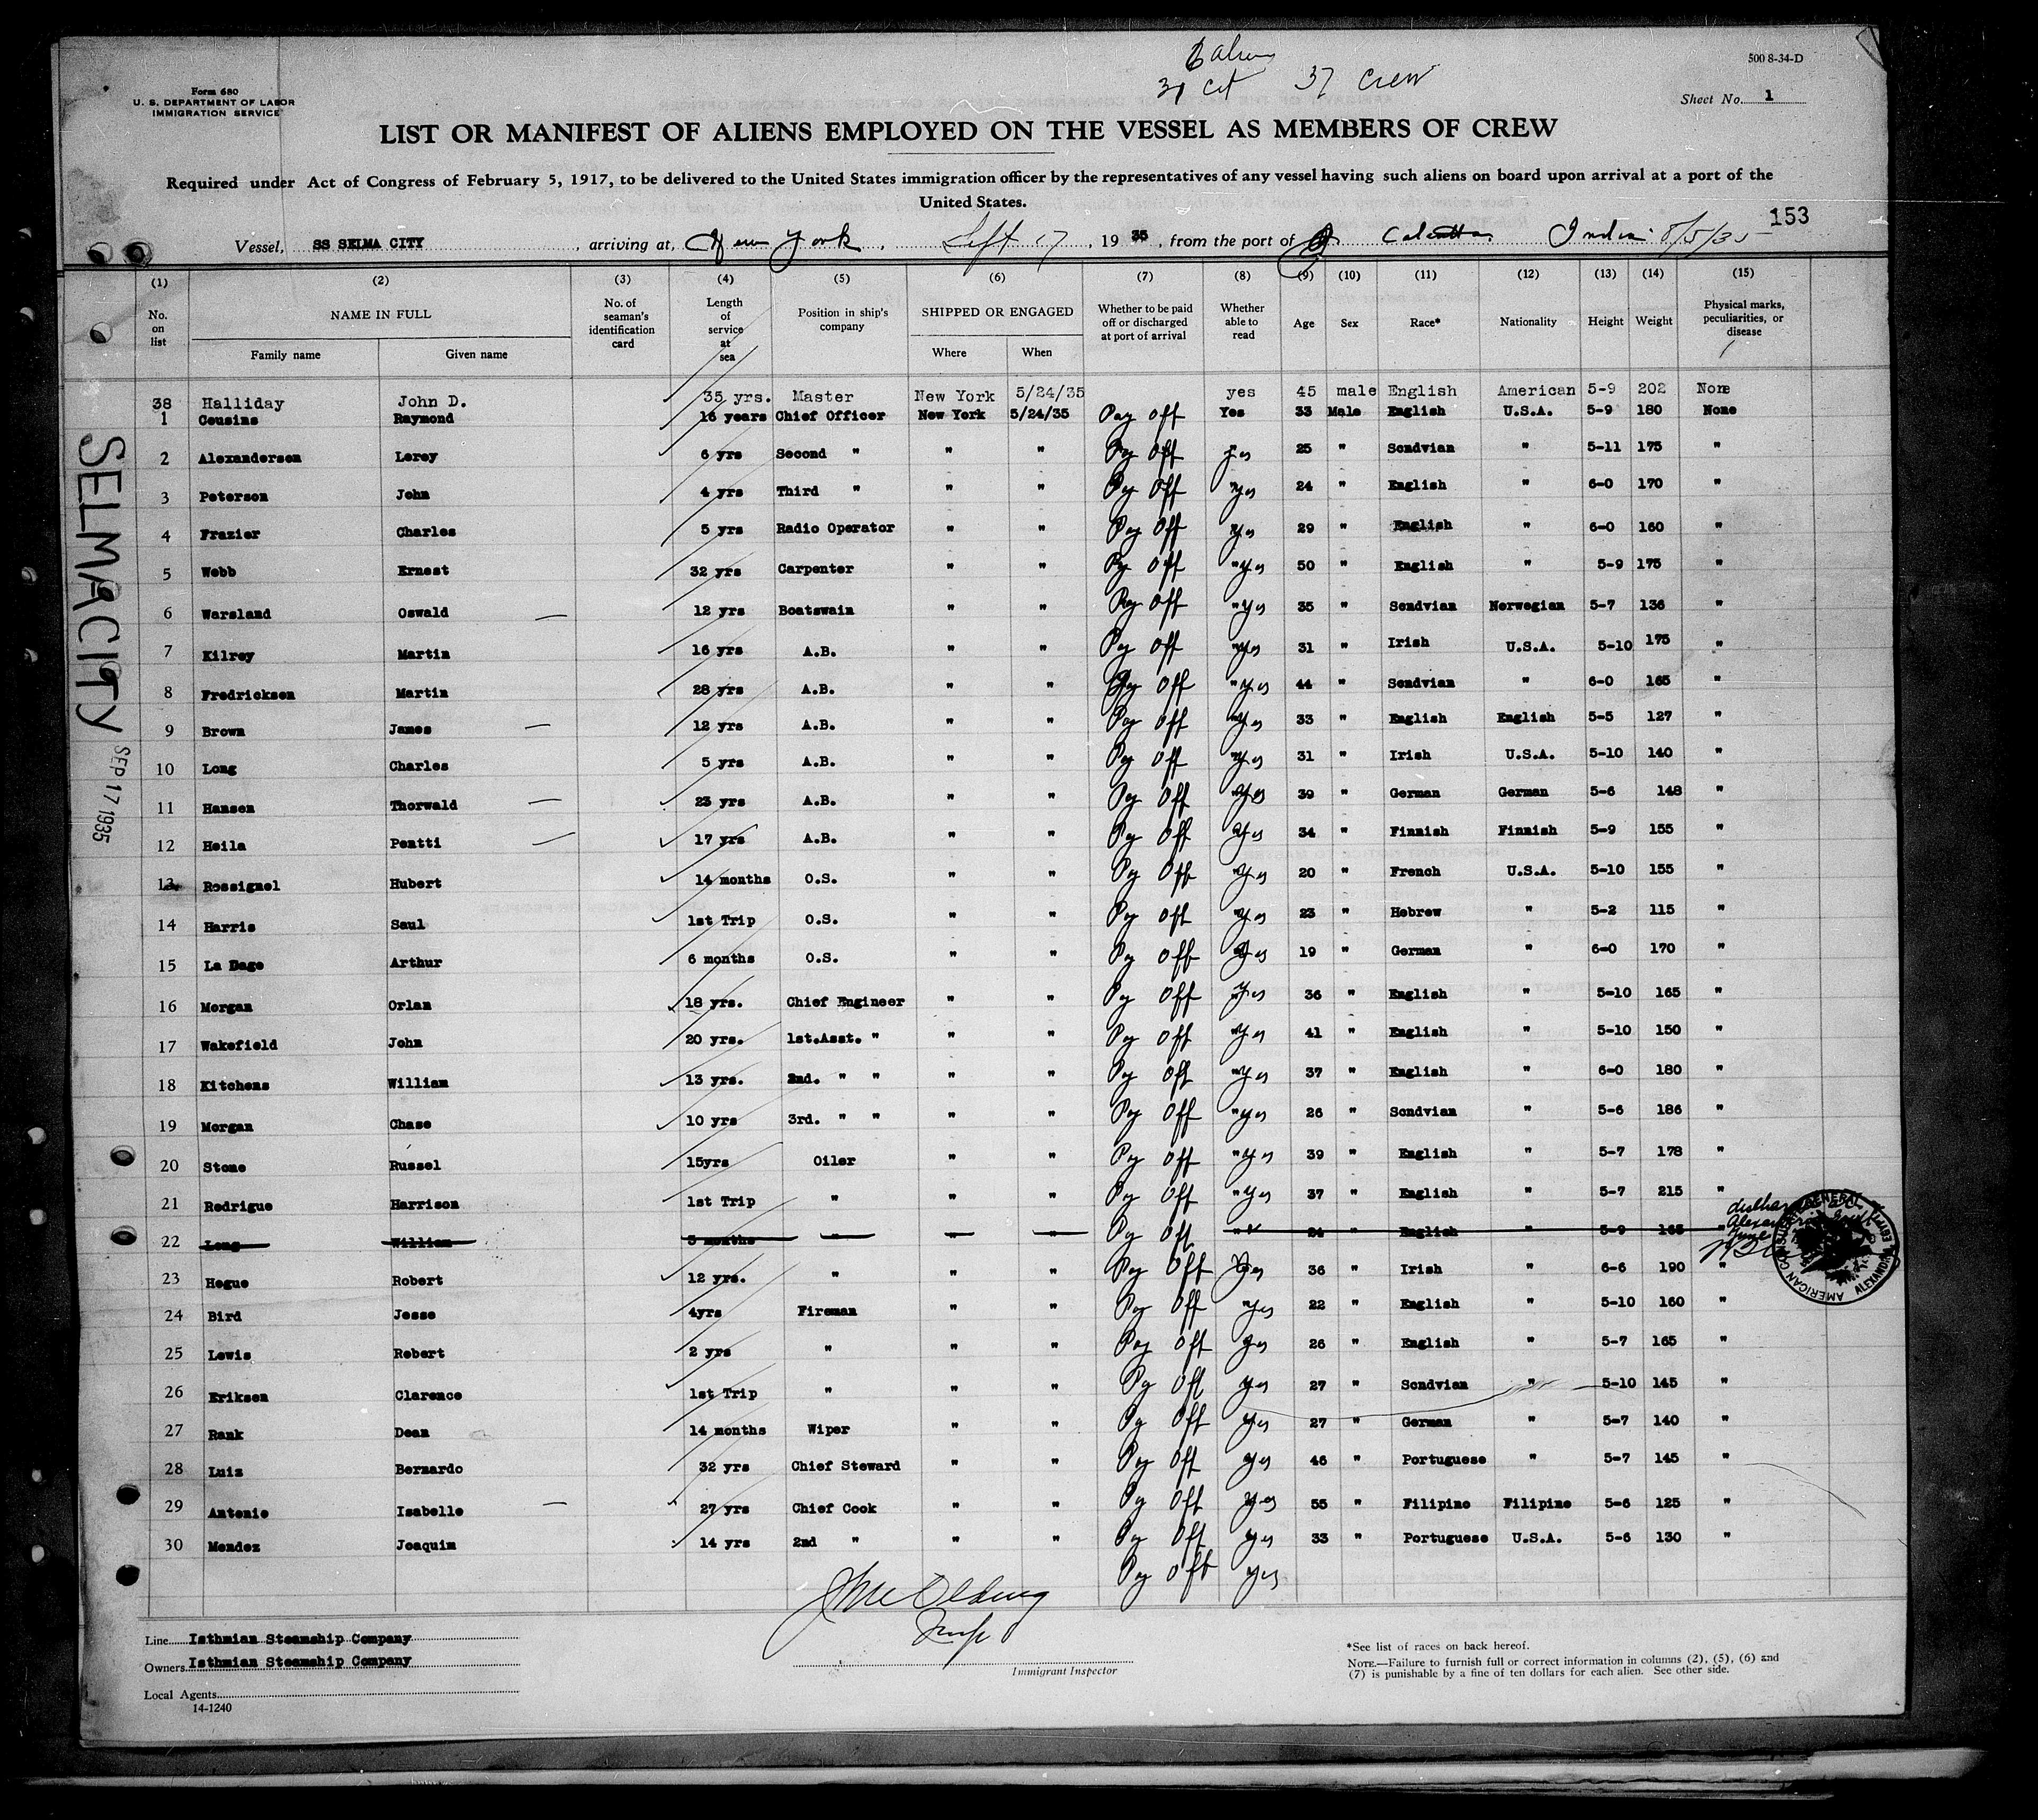 6 aliens
31 cit 37 crew
500 8-34-D
Form 680
U. S. DEPARTMENT OF LABOR
IMMIGRATION SERVICE
Sheet No. 1
LIST OR MANIFEST OF ALIENS EMPLOYED ON THE VESSEL AS MEMBERS OF CREW
Required under Act of Congress of February 5, 1917, to be delivered to the United States immigration officer by the representatives of any vessel having such aliens on board upon arrival at a port of the
United States.
153
Vessel, SS SELMA CITY, arriving at, New York, Sept 17, 1935, from the port of Calcutta, India 8/5/35
(1) (2) (3) (4) (5) (6) (7) (8) (9) (10) (11) (12) (13) (14) (15)
No. on list NAME IN FULL No. of seaman's identification card Length of service at sea Position in ship's company SHIPPED OR ENGAGED Whether to be paid off or discharged at port of arrival Whether able to read Age Sex Race* Nationality Height Weight Physical marks, peculiarities, or disease
Family name Given name Where When
38 Halliday John D. 35 yrs. Master New York 5/24/35 yes 45 male English American 5-9 202 None
1 Cousins Raymond 16 years Chief Officer New York 5/24/35 Pay Off Yes 33 Male English U.S.A. 5-9 180 None
2 Alexandersen Leroy 6 yrs Second " " " Pay Off yes 25 " Scndvian " 5-11 175 "
3 Peterson John 4 yrs Third " " " Pay Off " yes 24 " English " 6-0 170 "
4 Frazier Charles 5 yrs Radio Operator " " Pay Off yes 29 " English " 6-0 160 "
5 Webb Ernest 32 yrs Carpenter " " Pay Off " yes 50 " English " 5-9 175 "
6 Warsland Oswald — 12 yrs Boatswain " " Pay Off " yes 35 " Scndvian Norwegian 5-7 136 "
7 Kilrey Martin 16 yrs A.B. " " Pay Off " yes 31 " Irish U.S.A. 5-10 175 "
8 Fredricksen Martin 28 yrs A.B. " " Pay Off " yes 44 " Scndvian " 6-0 165 "
9 Brown James — 12 yrs A.B. " " Pay Off " yes 33 " English English 5-5 127 "
10 Long Charles 5 yrs A.B. " " Pay Off " yes 31 " Irish U.S.A. 5-10 140 "
11 Hansen Thorwald — 23 yrs A.B. " " Pay Off " yes 39 " German German 5-6 148 "
12 Heila Pentti — 17 yrs A.B. " " Pay Off yes 34 " Finnish Finnish 5-9 155 "
13 Rossignol Hubert 14 months O.S. " " Pay Off " yes 20 " French U.S.A. 5-10 155 "
14 Harris Saul 1st Trip O.S. " " Pay Off " yes 23 " Hebrew " 5-2 115 "
15 La Dage Arthur 6 months O.S. " " Pay Off yes 19 " German " 6-0 170 "
16 Morgan Orlan 18 yrs. Chief Engineer " " Pay Off " yes 36 " English " 5-10 165 "
17 Wakefield John 20 yrs. 1st.Asst. " " " Pay Off " yes 41 " English " 5-10 150 "
18 Kitchens William 13 yrs. 2nd. " " " " Pay Off " yes 37 " English " 6-0 180 "
19 Morgan Chase 10 yrs 3rd. " " " " Pay Off " yes 26 " Scndvian " 5-6 186 "
20 Stone Russel 15yrs Oiler " " Pay Off " yes 39 " English " 5-7 178 "
21 Rodrigue Harrison 1st Trip " " " Pay Off " yes 37 " English " 5-7 215 "
22 Long William 5 months " " " Pay Off " 24 " English " 5-9 165 "
23 Hogue Robert 12 yrs. " " " Pay Off yes 36 " Irish " 6-6 190 "
24 Bird Jesse 4yrs Fireman " " Pay Off " yes 22 " English " 5-10 160 "
25 Lewis Robert 2 yrs " " " Pay Off yes 26 " English " 5-7 165 "
26 Eriksen Clarence 1st Trip " " " Pay Off yes 27 " Scndvian " 5-10 145 "
27 Rank Dean 14 months Wiper " " Pay Off yes 27 " German " 5-7 140 "
28 Luiz Bernardo 32 yrs Chief Steward " " Pay Off yes 46 " Portuguese " 5-7 145 "
29 Antonio Isabelle — 27 yrs Chief Cook " " Pay Off yes 55 " Filipino Filipino 5-6 125 "
30 Mendez Joaquim 14 yrs 2nd " " " Pay Off yes 33 " Portuguese U.S.A. 5-6 130 "
Pay Off yes
AMERICAN CONSULATE GENERAL
SELMA CITY
SEP 17 1935
Line Isthmian Steamship Company
Owners Isthmian Steamship Company
Local Agents
14-1240
Immigrant Inspector
*See list of races on back hereof.
NOTE.—Failure to furnish full or correct information in columns (2), (5), (6) and
(7) is punishable by a fine of ten dollars for each alien. See other side.